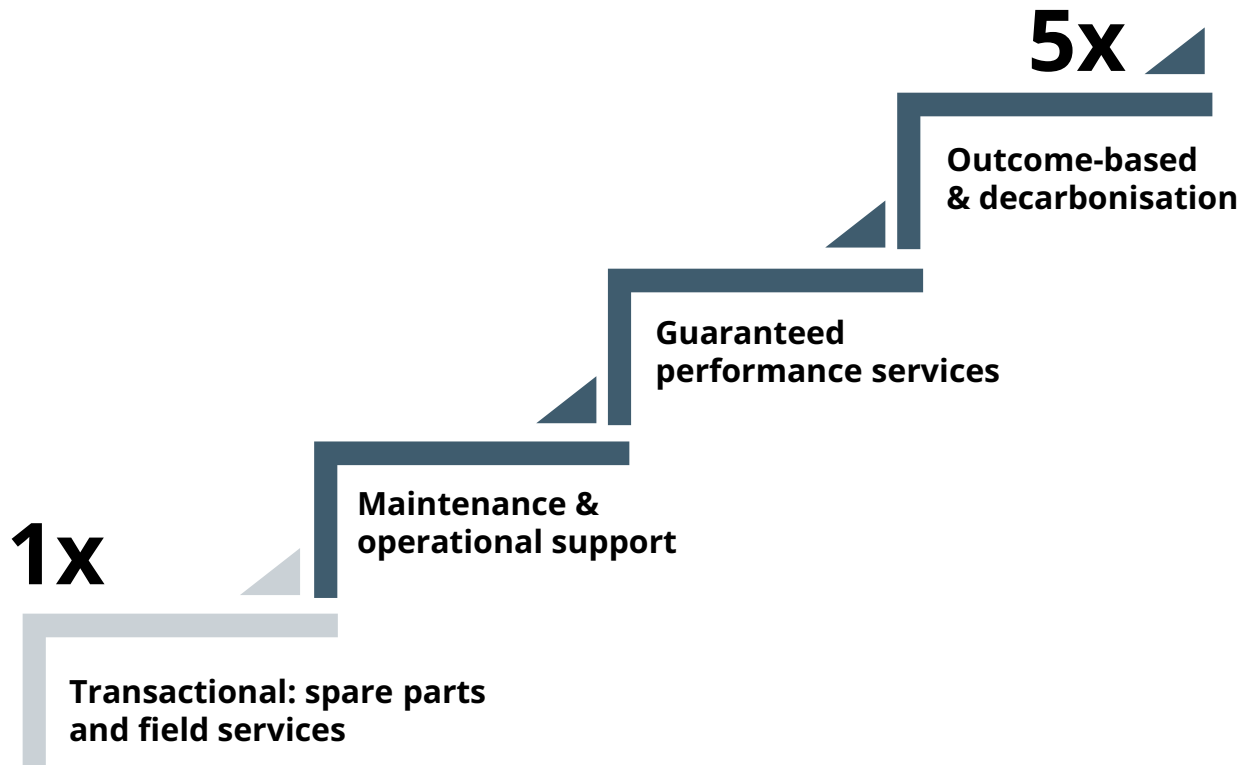 5x
Outcome-based
& decarbonisation
Guaranteed
performance services
Maintenance &
operational support
1x
Transactional: spare parts
and field services